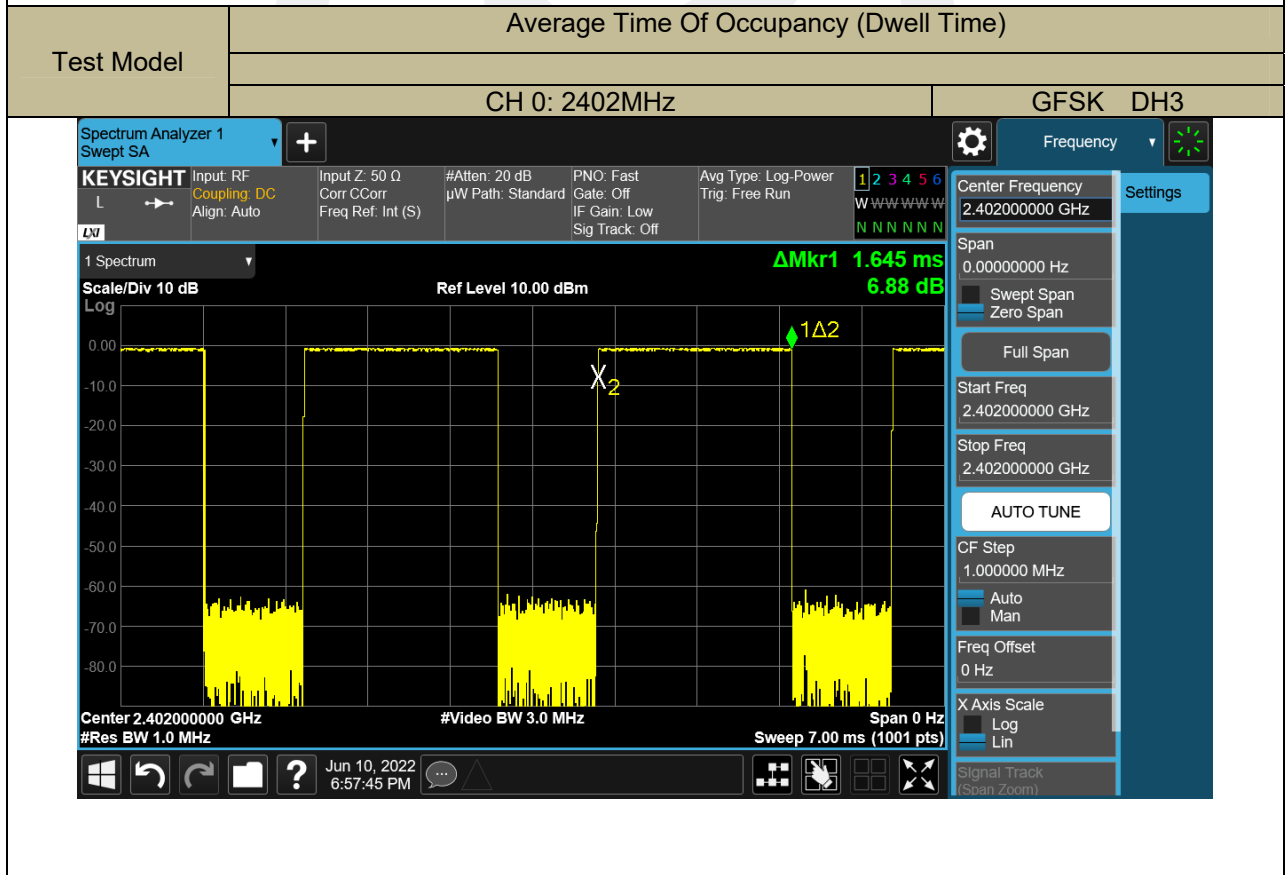 Test Model
Average Time Of Occupancy (Dwell Time)
CH 0: 2402MHz
GFSK DH3
Spectrum Analyzer 1
Swept SA
+
Frequency
KEYSIGHT
L
LXI
Input: RF
Coupling: DC
Align: Auto
Input Z: 50 Ω
Corr CCorr
Freq Ref: Int (S)
#Atten: 20 dB
µW Path: Standard
PNO: Fast
Gate: Off
IF Gain: Low
Sig Track: Off
Avg Type: Log-Power
Trig: Free Run
1 2 3 4 5 6
W W W W W W
N N N N N N
1 Spectrum
Scale/Div 10 dB
Log
Ref Level 10.00 dBm
ΔMkr1 1.645 ms
6.88 dB
1Δ2
X2
0.00
-10.0
-20.0
-30.0
-40.0
-50.0
-60.0
-70.0
-80.0
Center 2.402000000 GHz
#Res BW 1.0 MHz
#Video BW 3.0 MHz
Span 0 Hz
Sweep 7.00 ms (1001 pts)
Settings
Center Frequency
2.402000000 GHz
Span
0.00000000 Hz
Swept Span
Zero Span
Full Span
Start Freq
2.402000000 GHz
Stop Freq
2.402000000 GHz
AUTO TUNE
CF Step
1.000000 MHz
Auto
Man
Freq Offset
0 Hz
X Axis Scale
Log
Lin
Signal Track
(Span Zoom)
?
Jun 10, 2022
6:57:45 PM